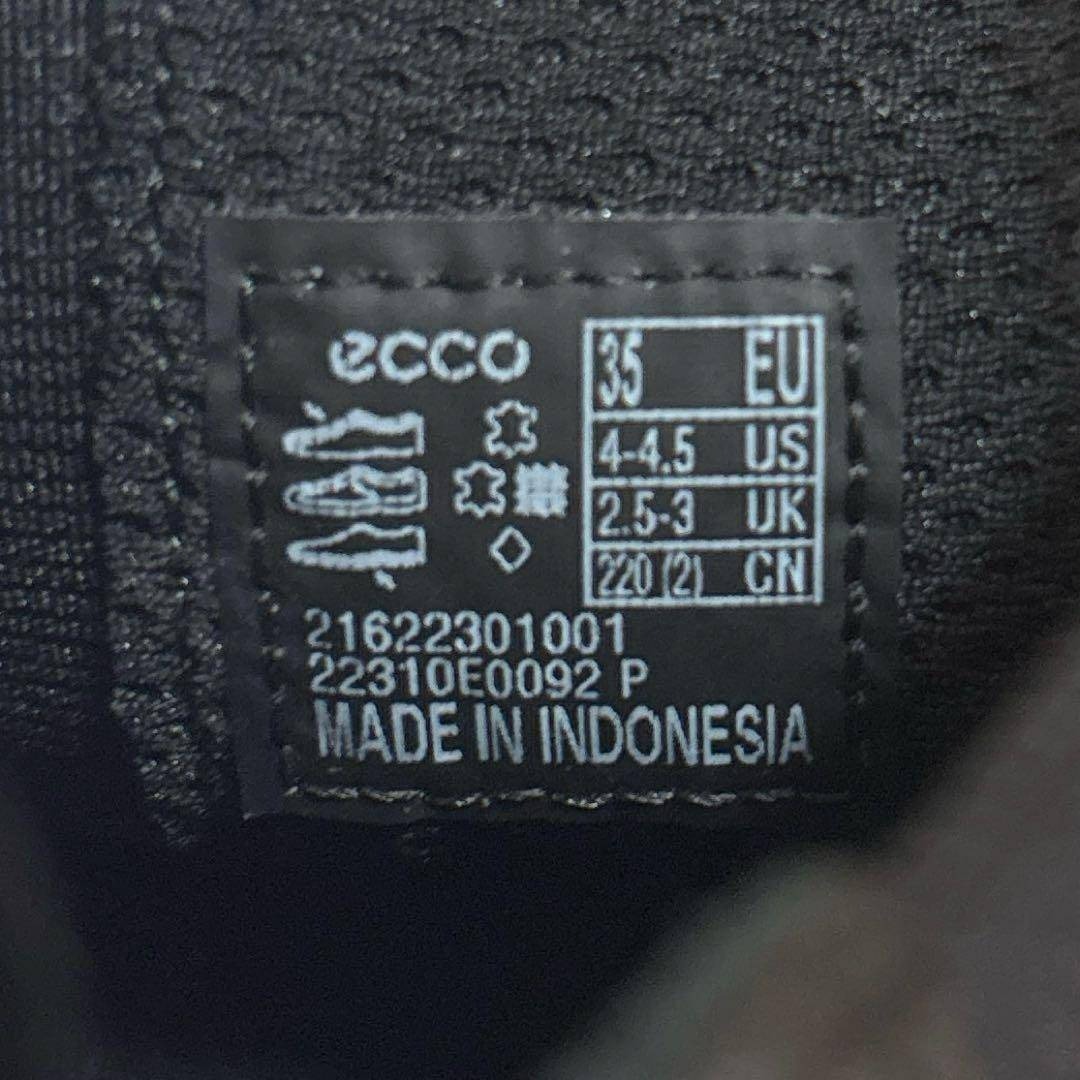 ecco
35 EU
4-4.5 US
2.5-3 UK
220 (2) CN
21622301001
22310E0092 P
MADE IN INDONESIA